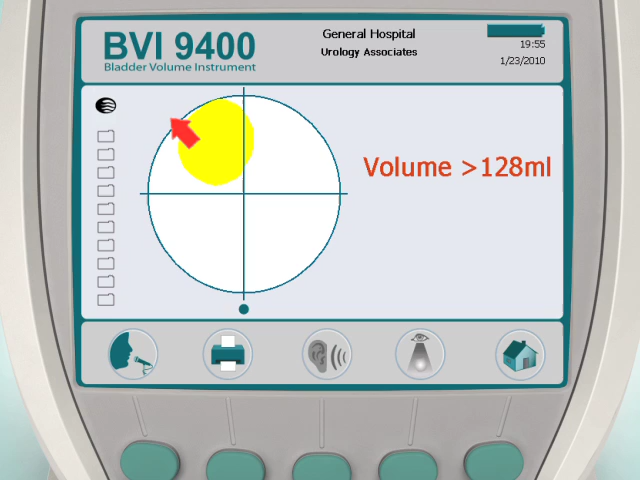 BVI 9400
Bladder Volume Instrument
General Hospital
Urology Associates
19:55
1/23/2010
Volume >128ml